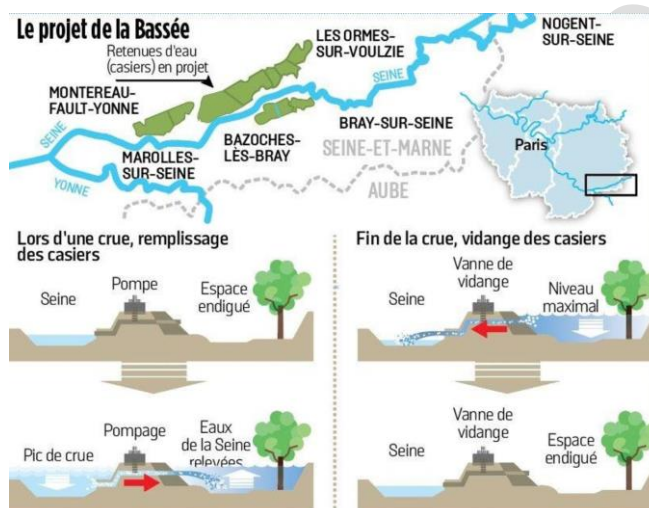 Le projet de la Bassée
Retenues d'eau
(casiers) en projet
LES ORMES-
SUR-VOULZIE
NOGENT-
SUR-SEINE
MONTEREAU-
FAULT-YONNE
SEINE
SEINE
BAZOCHES-
LÈS-BRAY
BRAY-SUR-SEINE
MAROLLES-
SUR-SEINE
SEINE-ET-MARNE
Paris
YONNE
AUBE
Lors d'une crue, remplissage
des casiers
Seine
Pompe
Espace
endigué
Pic de crue
Pompage
Eaux
de la Seine
relevées
Fin de la crue, vidange des casiers
Seine
Vanne de
vidange
Niveau
maximal
Seine
Vanne de
vidange
Espace
endigué